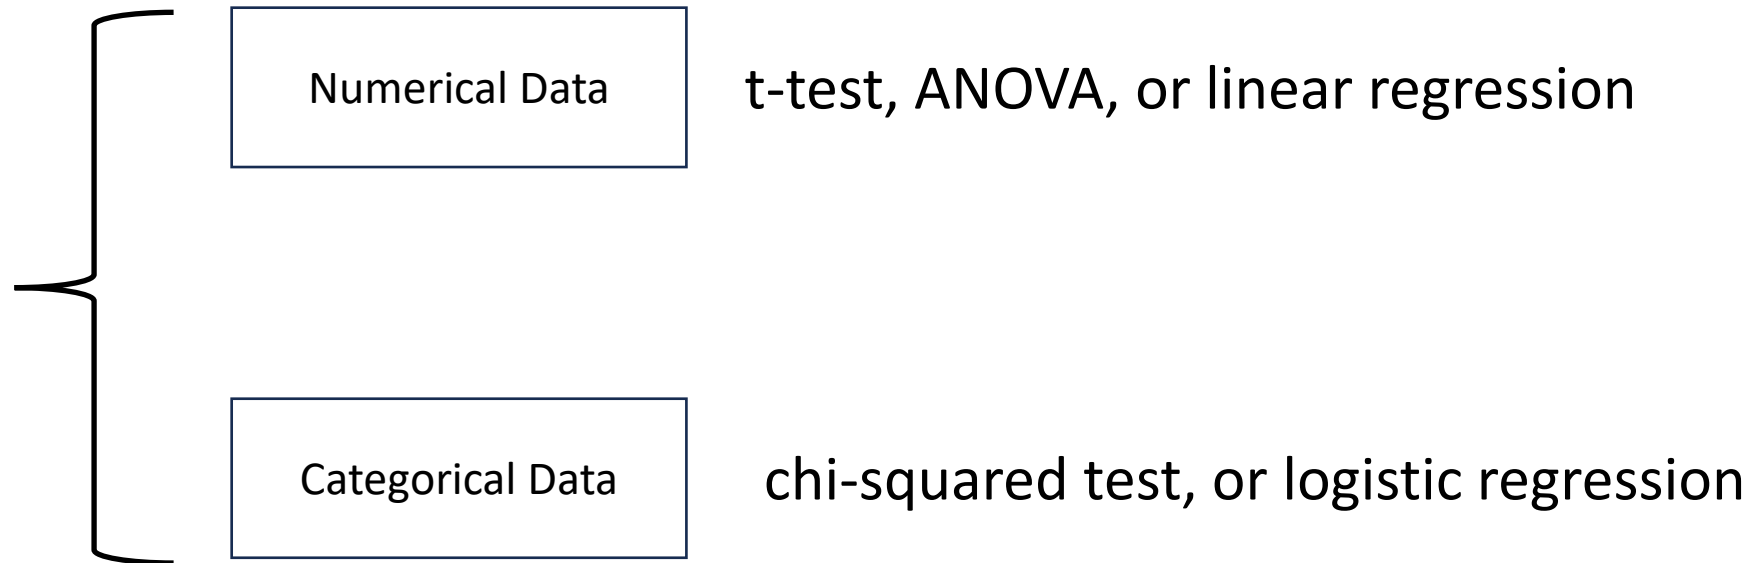 Numerical Data
t-test, ANOVA, or linear regression
Categorical Data
chi-squared test, or logistic regression